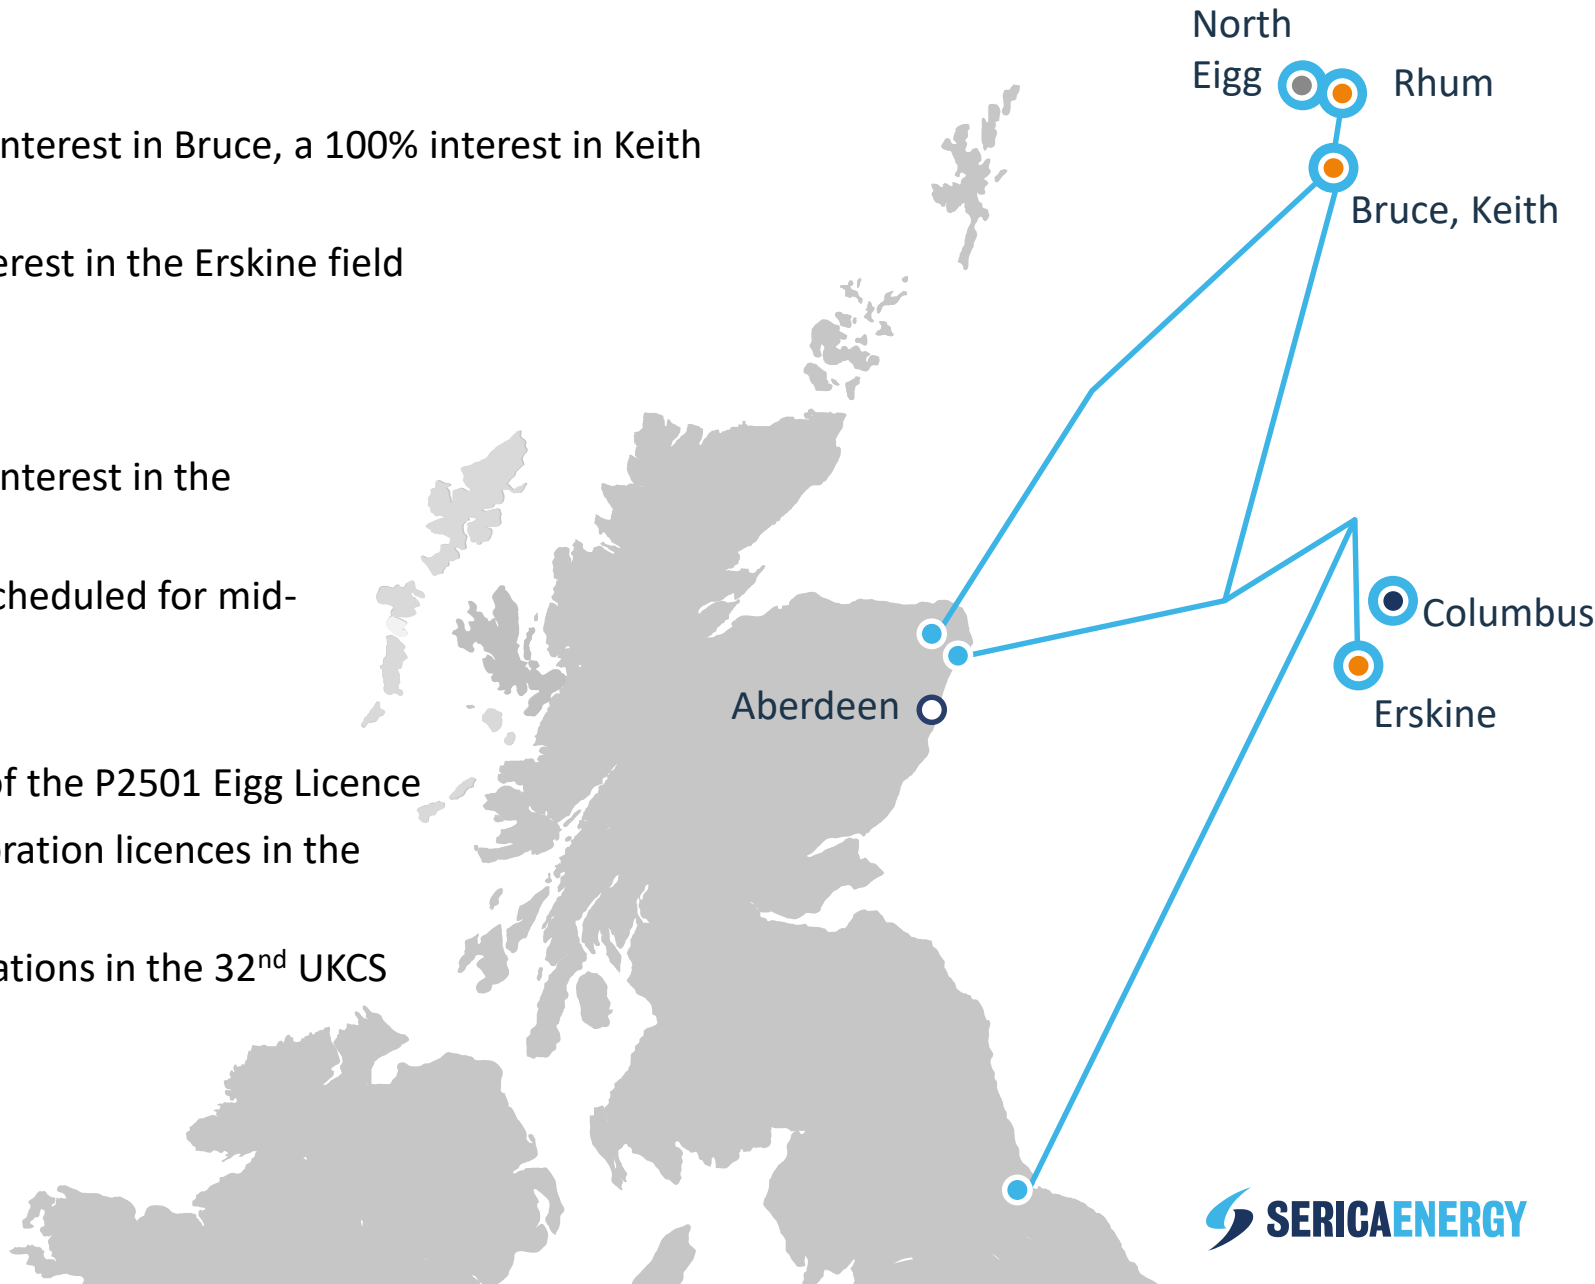 North
Eigg
Rhum
nterest in Bruce, a 100% interest in Keith
Bruce, Keith
erest in the Erskine field
nterest in the
cheduled for mid-
Columbus
Aberdeen
Erskine
of the P2501 Eigg Licence
oration licences in the
ations in the 32nd UKCS
SERICAENERGY